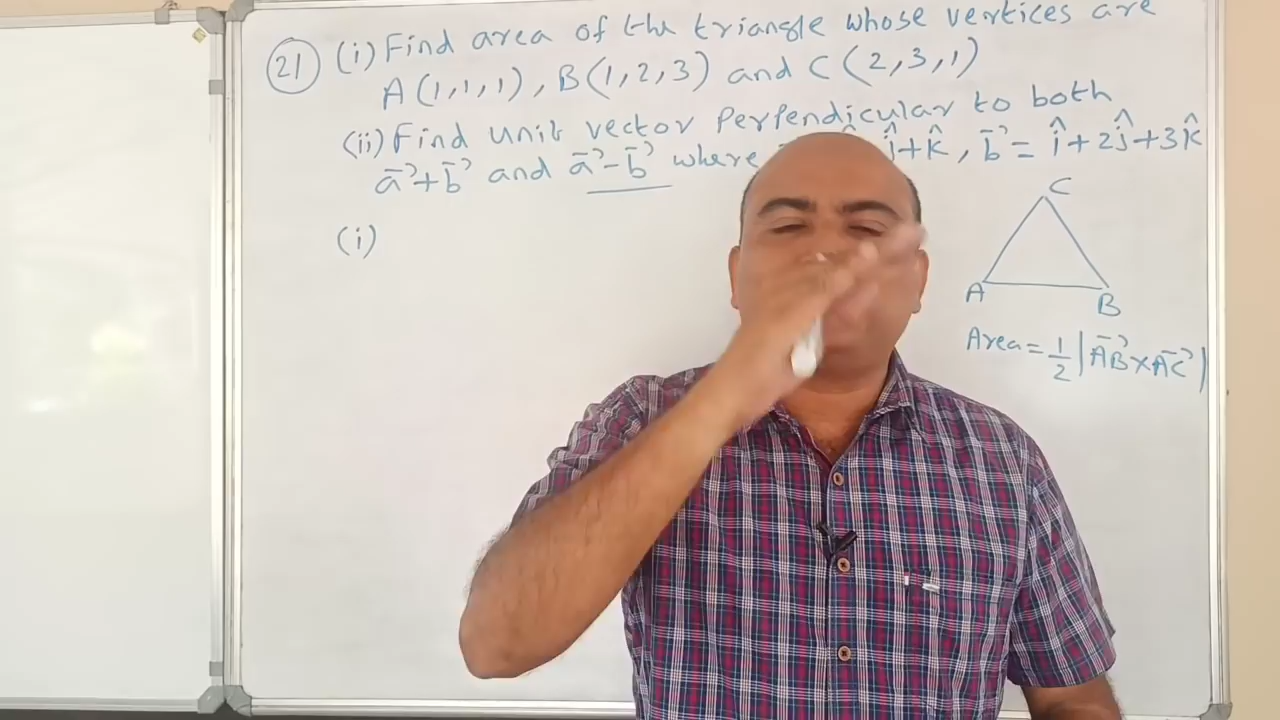 21 (i) Find area of the triangle whose vertices are
A (1,1,1), B (1,2,3) and C (2,3,1)
(ii) Find unit vector perpendicular to both
a⃗+b⃗ and a⃗-b⃗ where ĵ+k̂, b⃗ = î+2ĵ+3k̂
(i)
C
A
B
Area = 1/2 |AB⃗ × AC⃗|